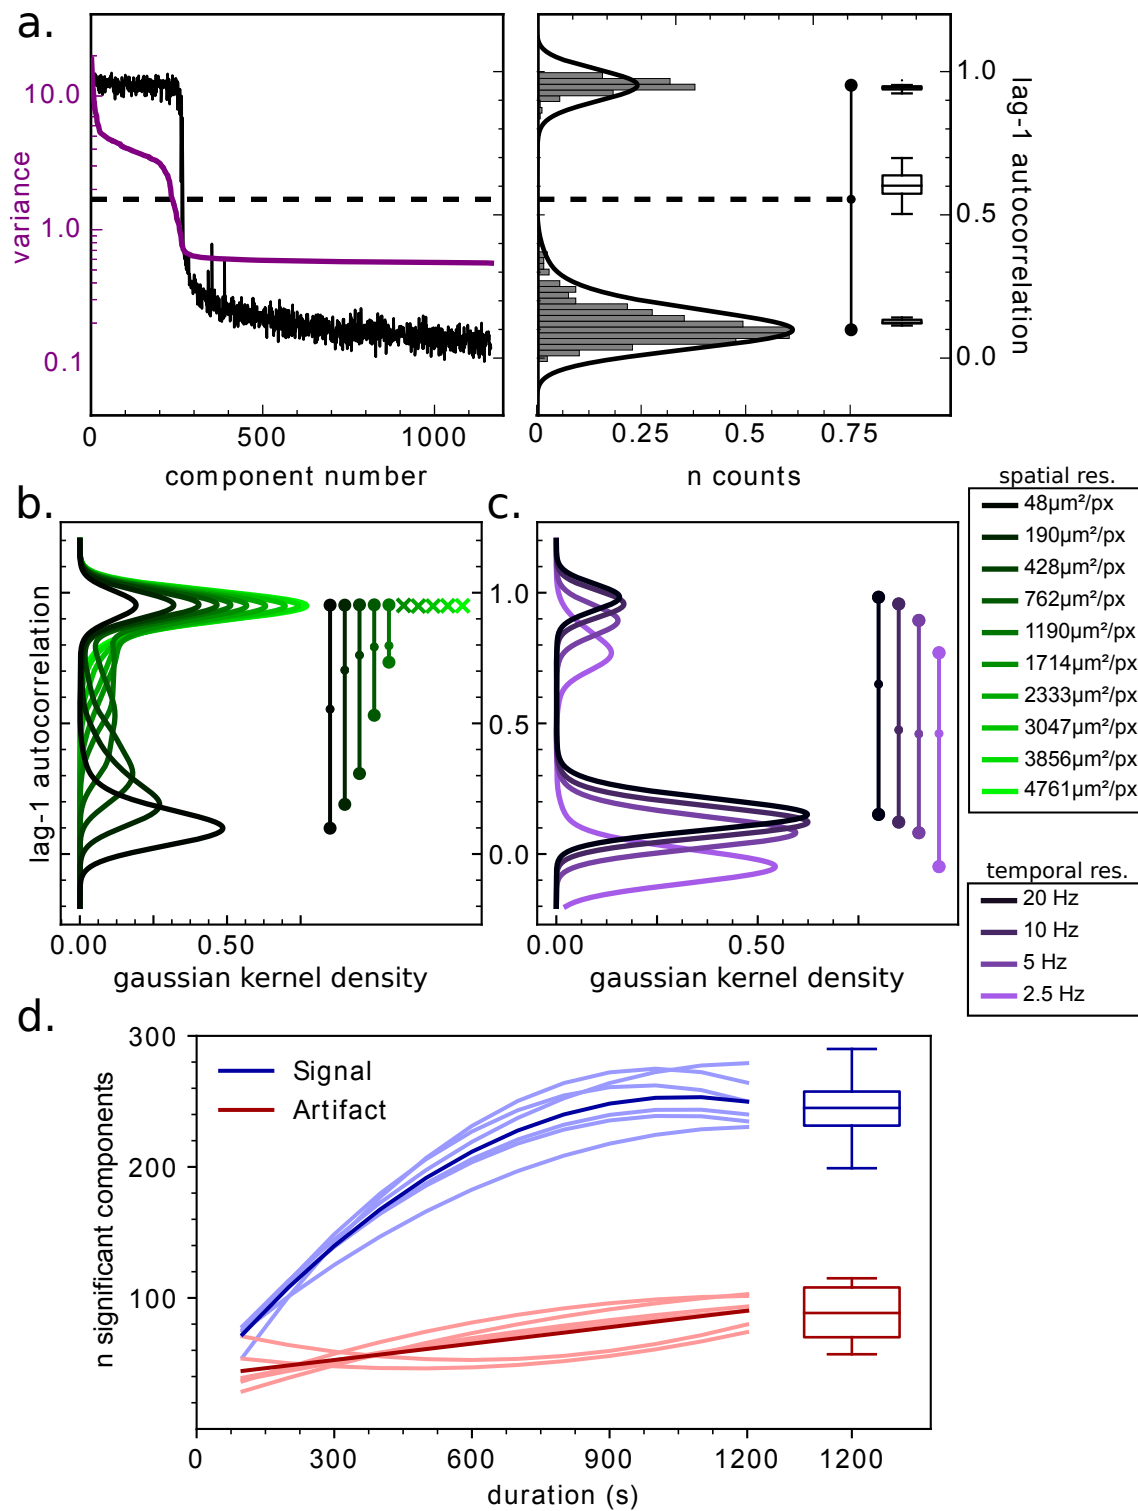 a.
10.0
1.0
0.1
variance
0
500
1000
component number
0
0.25
0.5
0.75
n counts
1.0
0.5
0.0
lag-1 autocorrelation
spatial res.
48µm²/px
190µm²/px
428µm²/px
762µm²/px
1190µm²/px
1714µm²/px
2333µm²/px
3047µm²/px
3856µm²/px
4761µm²/px
b.
lag-1 autocorrelation
0.00
0.50
gaussian kernel density
c.
1.0
0.5
0.0
0.00
0.50
gaussian kernel density
temporal res.
20 Hz
10 Hz
5 Hz
2.5 Hz
d.
300
200
100
n significant components
Signal
Artifact
0
300
600
900
1200
1200
duration (s)